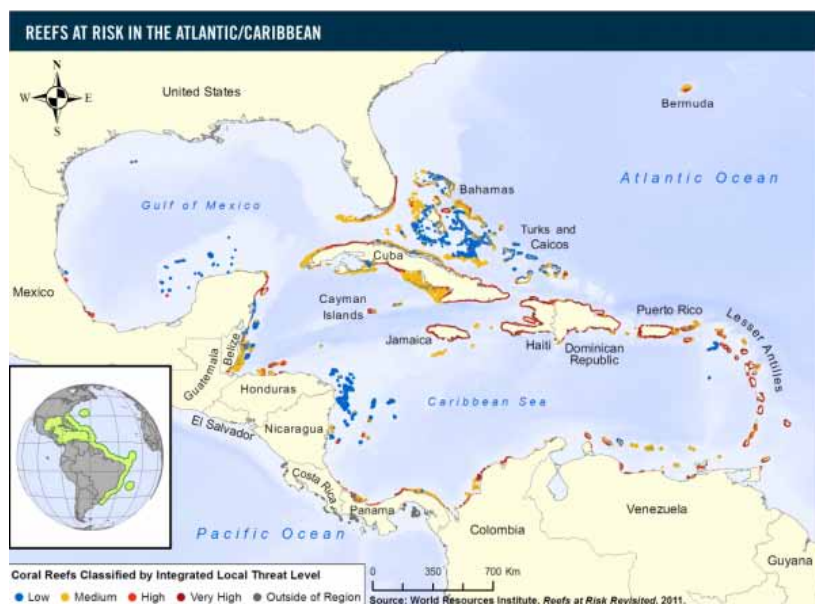 REEFS AT RISK IN THE ATLANTIC/CARIBBEAN
N
W
E
S
United States
Bermuda
Atlantic Ocean
Bahamas
Gulf of Mexico
Turks and
Caicos
Cuba
Mexico
Cayman
Islands
Puerto Rico
Lesser Antilles
Jamaica
Haiti
Dominican
Republic
Belize
Guatemala
Honduras
Caribbean Sea
El Salvador
Nicaragua
Costa Rica
Panama
Venezuela
Colombia
Pacific Ocean
Guyana
Coral Reefs Classified by Integrated Local Threat Level
0 350 700 Km
Low Medium High Very High Outside of Region
Source: World Resources Institute, Reefs at Risk Revisited, 2011.